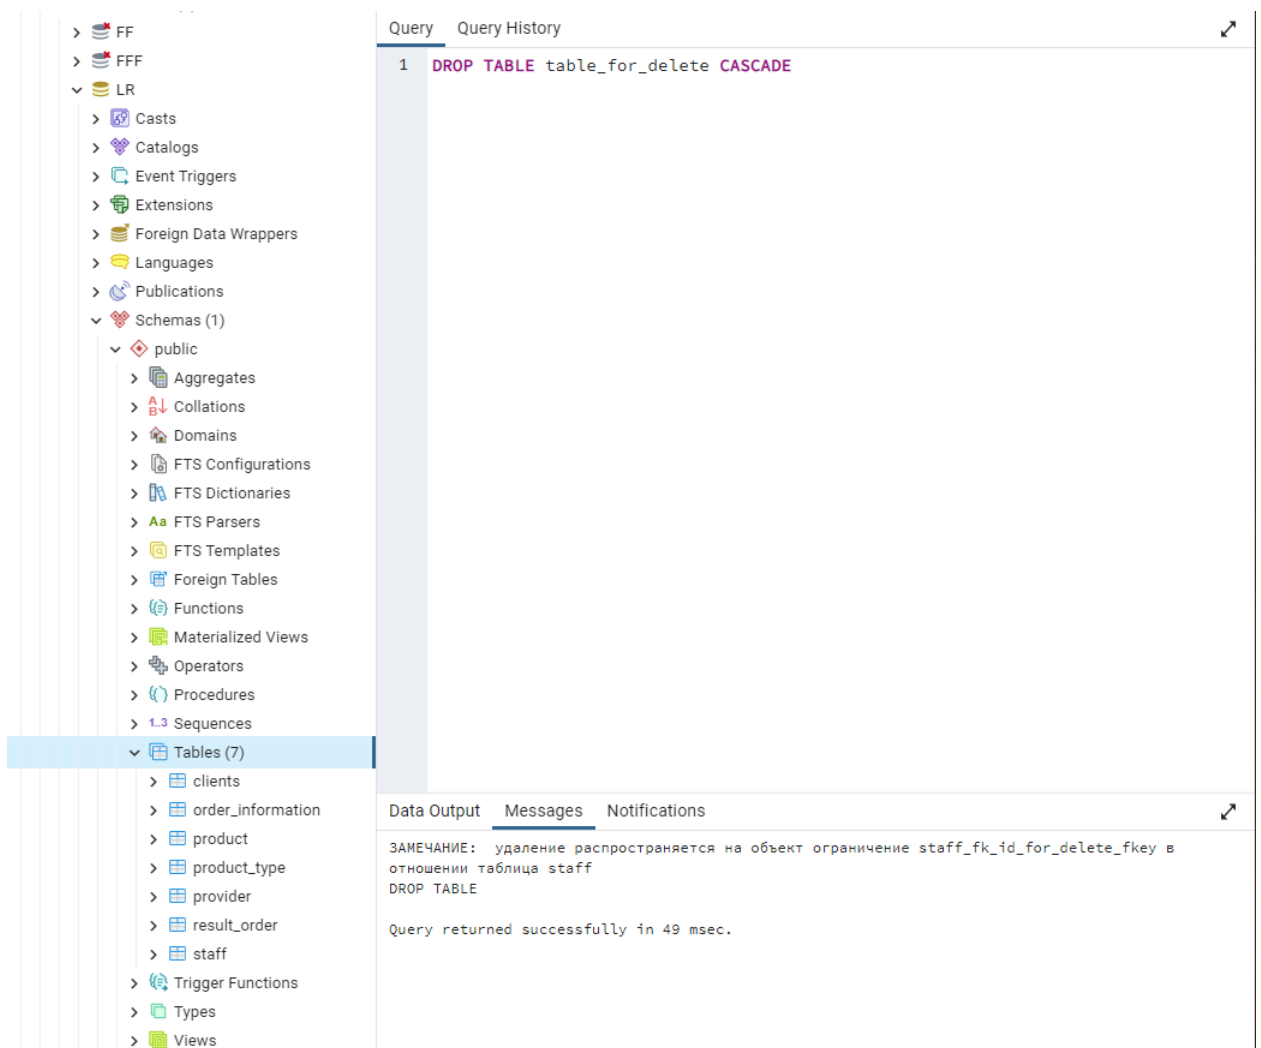 FF
FFF
LR
Casts
Catalogs
Event Triggers
Extensions
Foreign Data Wrappers
Languages
Publications
Schemas (1)
public
Aggregates
Collations
Domains
FTS Configurations
FTS Dictionaries
Aa FTS Parsers
FTS Templates
Foreign Tables
Functions
Materialized Views
Operators
Procedures
1..3 Sequences
Tables (7)
clients
order_information
product
product_type
provider
result_order
staff
Trigger Functions
Types
Views
Query Query History
1 DROP TABLE table_for_delete CASCADE
Data Output Messages Notifications
ЗАМЕЧАНИЕ: удаление распространяется на объект ограничение staff_fk_id_for_delete_fkey в
отношении таблица staff
DROP TABLE
Query returned successfully in 49 msec.